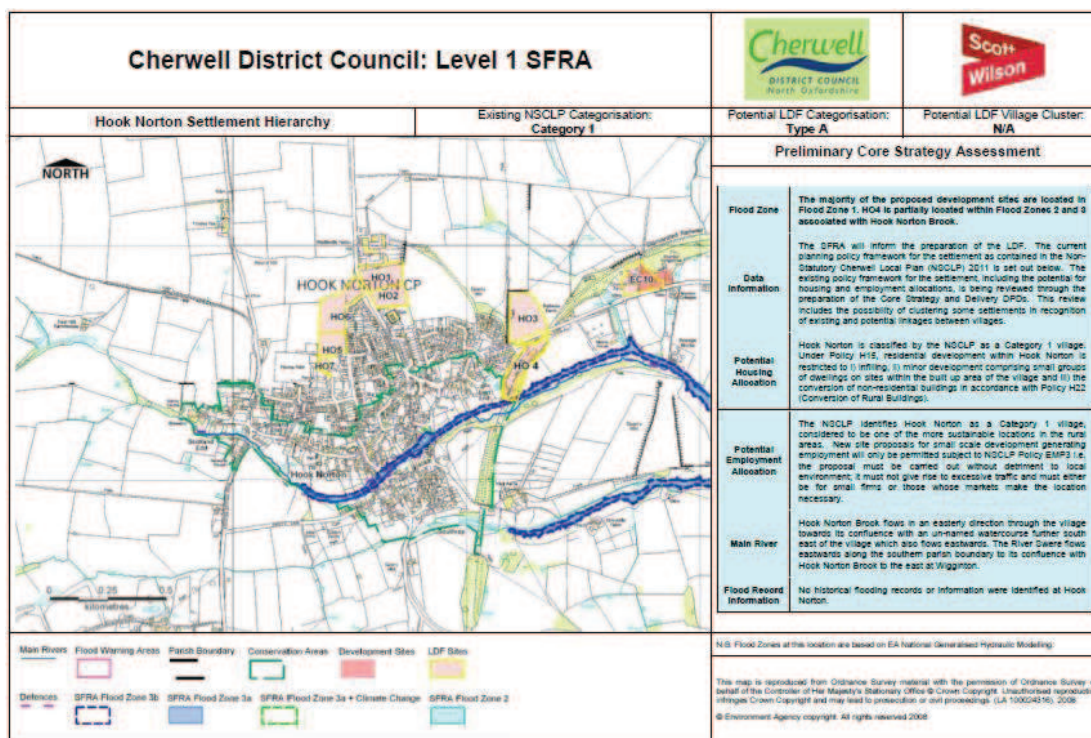 Cherwell District Council: Level 1 SFRA
Cherwell
DISTRICT COUNCIL
North Oxfordshire
Scott
Wilson
Hook Norton Settlement Hierarchy
Existing NSCLP Categorisation:
Category 1
Potential LDF Categorisation:
Type A
Potential LDF Village Cluster:
N/A
NORTH
HO1
HOOK NORTON CP
HO2
HO6
HO3
EC10
HO5
HO7
HO 4
Scotland
End
Hook Norton
0
0.25
0.5
kilometres
Preliminary Core Strategy Assessment
Flood Zone
The majority of the proposed development sites are located in
Flood Zone 1. HO4 is partially located within Flood Zones 2 and 3
associated with Hook Norton Brook.
Data
Information
The SFRA will inform the preparation of the LDF. The current
planning policy framework for the settlement as contained in the Non-
Statutory Cherwell Local Plan (NSCLP) 2011 is set out below. The
existing policy framework for the settlement, including the potential for
housing and employment allocations, is being reviewed through the
preparation of the Core Strategy and Delivery DPDs. This review
includes the possibility of clustering some settlements in recognition
of existing and potential linkages between villages.
Potential
Housing
Allocation
Hook Norton is classified by the NSCLP as a Category 1 village.
Under Policy H15, residential development within Hook Norton is
restricted to i) infilling, ii) minor development comprising small groups
of dwellings on sites within the built up area of the village and iii) the
conversion of non-residential buildings in accordance with Policy H22
(Conversion of Rural Buildings).
Potential
Employment
Allocation
The NSCLP identifies Hook Norton as a Category 1 village,
considered to be one of the more sustainable locations in the rural
areas. New site proposals for small scale development generating
employment will only be permitted subject to NSCLP Policy EMP3 i.e.
the proposal must be carried out without detriment to local
environment; it must not give rise to excessive traffic and must either
be for small firms or those whose markets make the location
necessary.
Main River
Hook Norton Brook flows in an easterly direction through the village
towards its confluence with an un-named watercourse further south
east of the village which also flows eastwards. The River Swere flows
eastwards along the southern parish boundary to its confluence with
Hook Norton Brook to the east at Wigginton.
Flood Record
Information
No historical flooding records or information were identified at Hook
Norton.
Main Rivers
Flood Warning Areas
Parish Boundary
Conservation Areas
Development Sites
LDF Sites
Defences
SFRA Flood Zone 3b
SFRA Flood Zone 3a
SFRA Flood Zone 3a + Climate Change
SFRA Flood Zone 2
N.B. Flood Zones at this location are based on EA National Generalised Hydraulic Modelling.
This map is reproduced from Ordnance Survey material with the permission of Ordnance Survey
behalf of the Controller of Her Majesty's Stationary Office © Crown Copyright. Unauthorised reproductio
infringes Crown Copyright and may lead to prosecution or civil proceedings. (LA 100024316), 2008.
© Environment Agency copyright. All rights reserved 2008